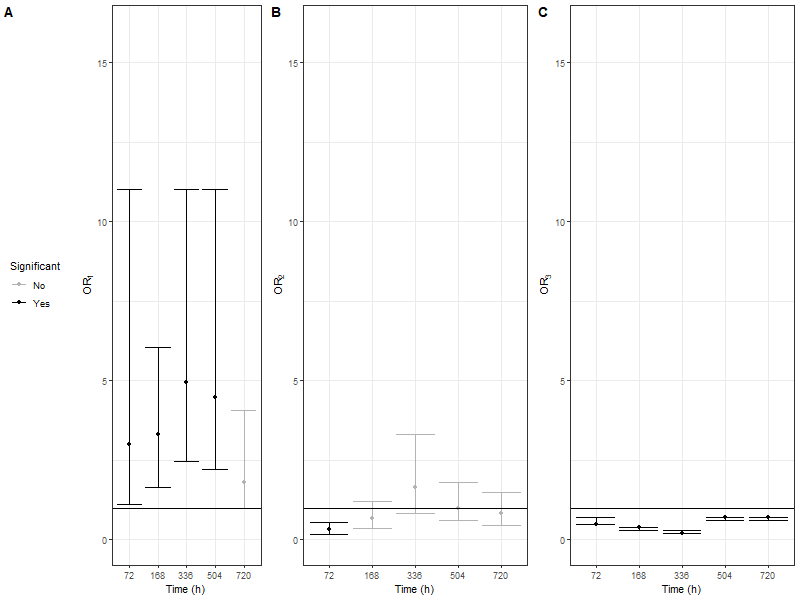 A
B
C
15
10
5
0
OR1
72 168 336 504 720
Time (h)
Significant
No
Yes
15
10
5
0
OR2
72 168 336 504 720
Time (h)
15
10
5
0
OR3
72 168 336 504 720
Time (h)